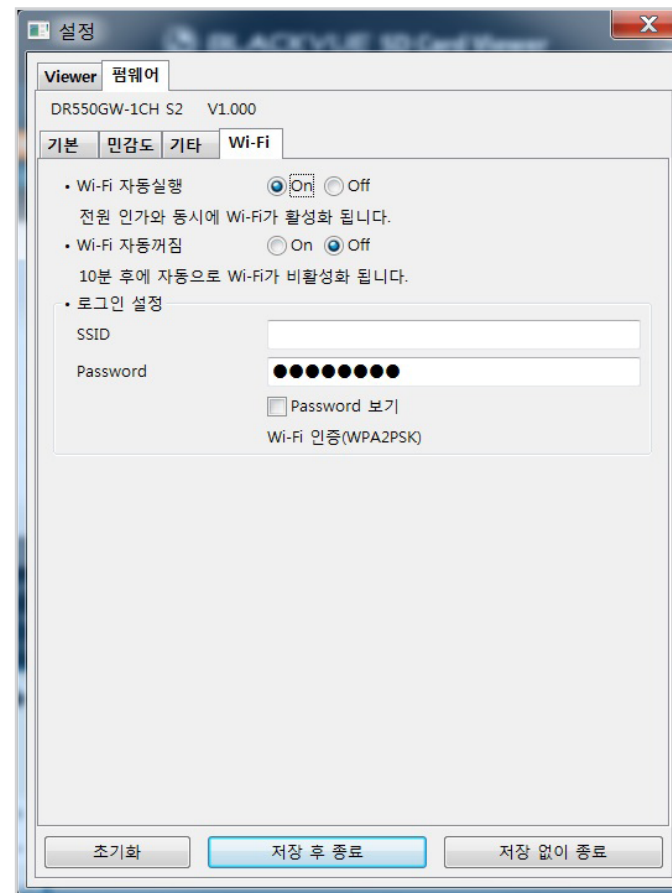 설정
BLACKVUE SD Card Viewer
Viewer 펌웨어
DR550GW-1CH S2 V1.000
기본 민감도 기타 Wi-Fi
• Wi-Fi 자동실행 On Off
전원 인가와 동시에 Wi-Fi가 활성화 됩니다.
• Wi-Fi 자동꺼짐 On Off
10분 후에 자동으로 Wi-Fi가 비활성화 됩니다.
• 로그인 설정
SSID
Password ●●●●●●●●
Password 보기
Wi-Fi 인증(WPA2PSK)
초기화 저장 후 종료 저장 없이 종료